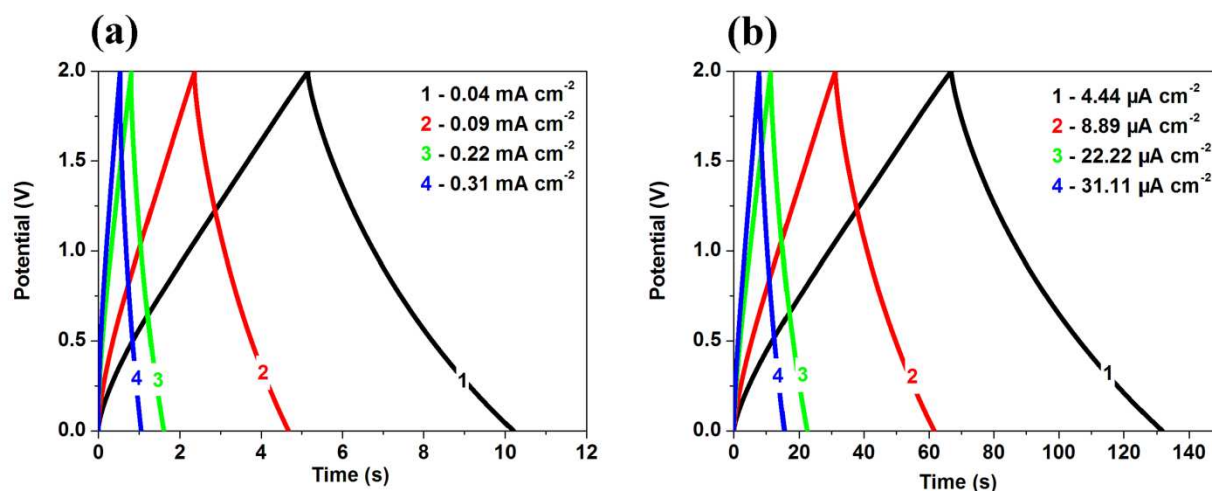 (a)
2.0
1.5
1.0
0.5
0.0
Potential (V)
1 - 0.04 mA cm⁻²
2 - 0.09 mA cm⁻²
3 - 0.22 mA cm⁻²
4 - 0.31 mA cm⁻²
4
3
2
1
0 2 4 6 8 10 12
Time (s)
(b)
2.0
1.5
1.0
0.5
0.0
Potential (V)
1 - 4.44 µA cm⁻²
2 - 8.89 µA cm⁻²
3 - 22.22 µA cm⁻²
4 - 31.11 µA cm⁻²
4
3
2
1
0 20 40 60 80 100 120 140
Time (s)